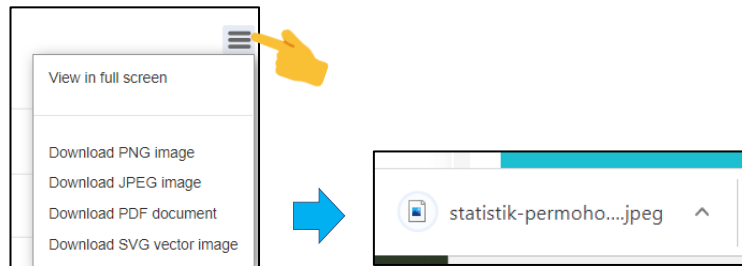 View in full screen
Download PNG image
Download JPEG image
Download PDF document
Download SVG vector image
statistik-permoho....jpeg